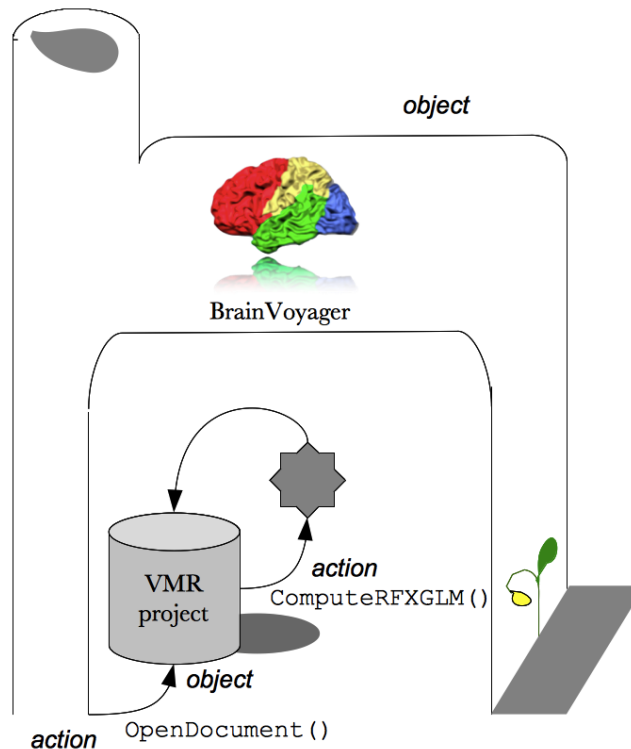 object
BrainVoyager
VMR
project
action
ComputeRFXGLM()
object
OpenDocument()
action